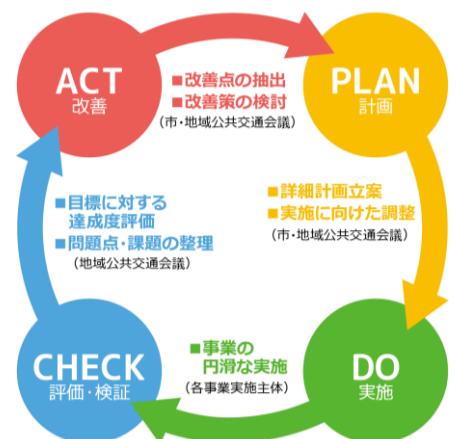 ACT
改善
■改善点の抽出
■改善策の検討
(市・地域公共交通会議)
PLAN
計画
■詳細計画立案
■実施に向けた調整
(市・地域公共交通会議)
DO
実施
■事業の
円滑な実施
(各事業実施主体)
CHECK
評価・検証
■目標に対する
達成度評価
■問題点・課題の整理
(地域公共交通会議)